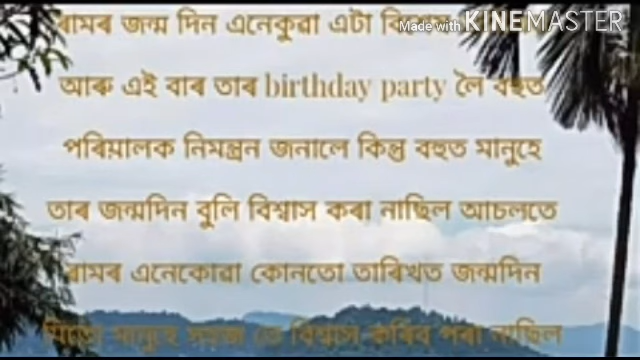 Made with KINEMASTER
ৰামৰ জন্ম দিন এনেকুৱা এটা
আৰু এই বাৰ তাৰ birthday party লৈ বহুত
পৰিয়ালক নিমন্ত্ৰন জনালে কিন্তু বহুত মানুহে
তাৰ জন্মদিন বুলি বিশ্বাস কৰা নাছিল আচলতে
ৰামৰ এনেকোৱা কোনতো তাৰিখত জন্মদিন
মানুহে সহজ তে বিশ্বাস কৰিব পৰা নাছিল